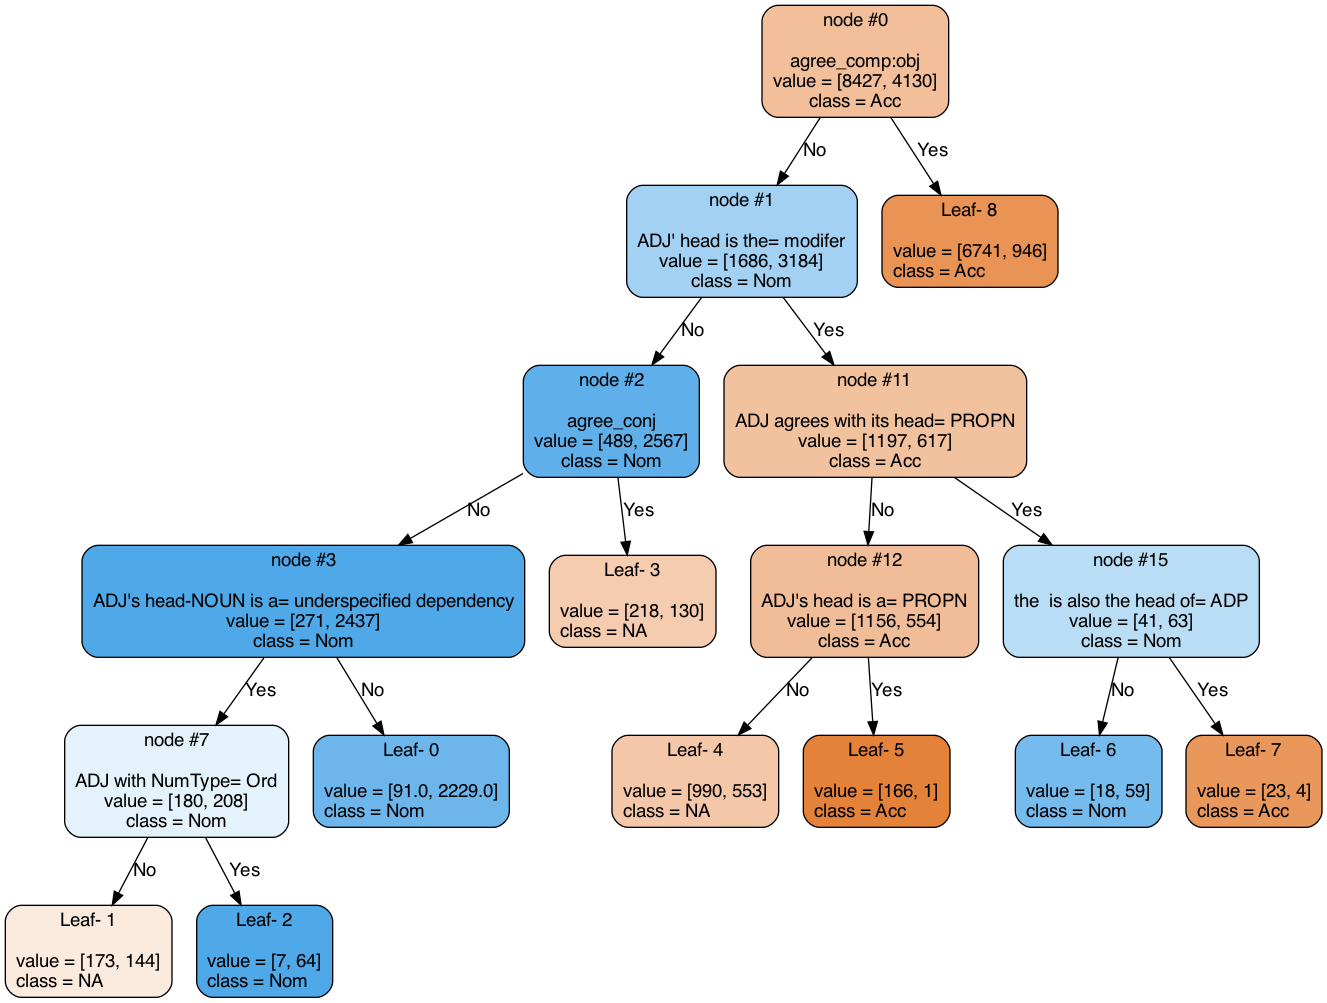 node #0
agree_comp:obj
value = [8427, 4130]
class = Acc
No
Yes
node #1
ADJ' head is the= modifer
value = [1686, 3184]
class = Nom
Leaf- 8
value = [6741, 946]
class = Acc
No
Yes
node #2
agree_conj
value = [489, 2567]
class = Nom
node #11
ADJ agrees with its head= PROPN
value = [1197, 617]
class = Acc
No
Yes
No
Yes
node #3
ADJ's head-NOUN is a= underspecified dependency
value = [271, 2437]
class = Nom
Leaf- 3
value = [218, 130]
class = NA
node #12
ADJ's head is a= PROPN
value = [1156, 554]
class = Acc
node #15
the  is also the head of= ADP
value = [41, 63]
class = Nom
Yes
No
No
Yes
No
Yes
node #7
ADJ with NumType= Ord
value = [180, 208]
class = Nom
Leaf- 0
value = [91.0, 2229.0]
class = Nom
Leaf- 4
value = [990, 553]
class = NA
Leaf- 5
value = [166, 1]
class = Acc
Leaf- 6
value = [18, 59]
class = Nom
Leaf- 7
value = [23, 4]
class = Acc
No
Yes
Leaf- 1
value = [173, 144]
class = NA
Leaf- 2
value = [7, 64]
class = Nom